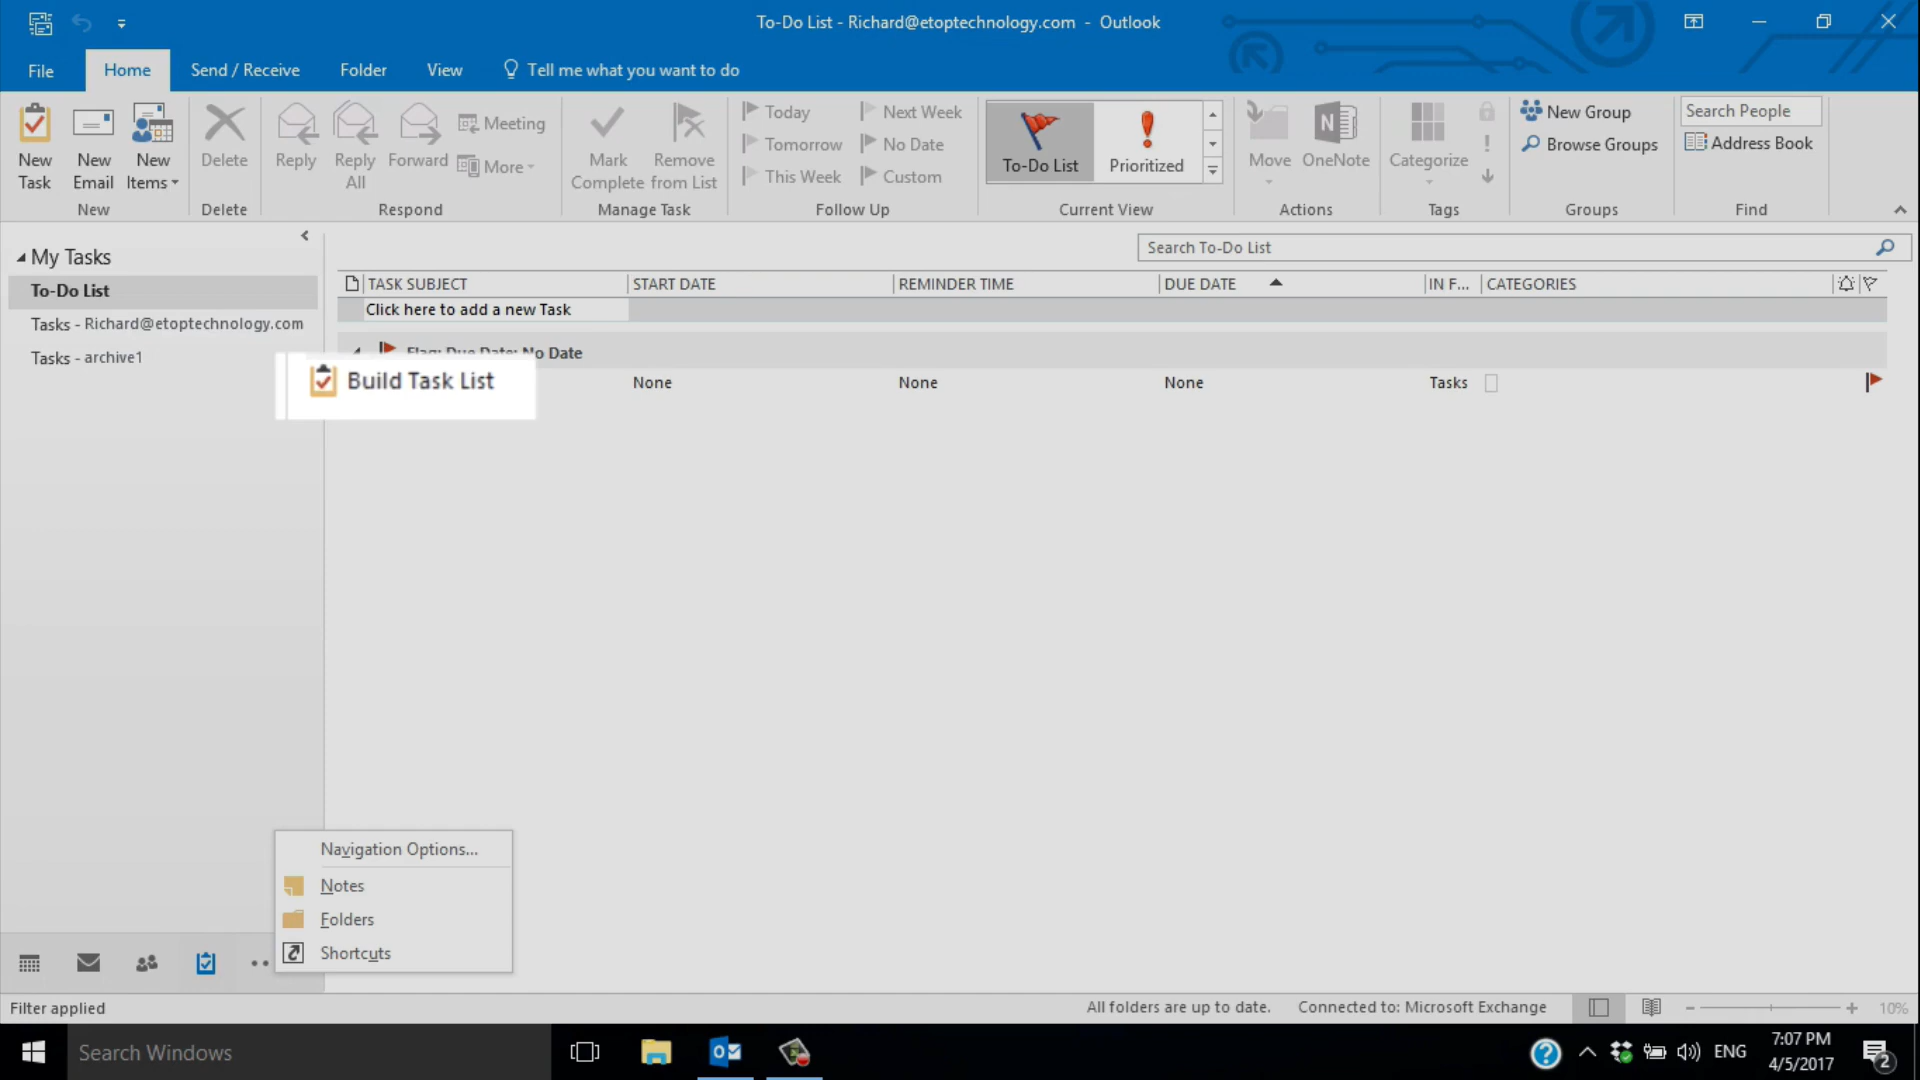 To-Do List - Richard@etoptechnology.com - Outlook
File Home Send / Receive Folder View Tell me what you want to do
New Task
New Email
New Items
New
Delete
Delete
Reply
Reply All
Forward
Meeting
More
Respond
Mark Complete
Remove from List
Manage Task
Today
Tomorrow
This Week
Next Week
No Date
Custom
Follow Up
To-Do List
Prioritized
Current View
Move
OneNote
Actions
Categorize
Tags
New Group
Browse Groups
Groups
Search People
Address Book
Find
My Tasks
To-Do List
Tasks - Richard@etoptechnology.com
Tasks - archive1
Search To-Do List
TASK SUBJECT START DATE REMINDER TIME DUE DATE IN F... CATEGORIES
Click here to add a new Task
Flag: Due Date: No Date
Build Task List None None None Tasks
Navigation Options...
Notes
Folders
Shortcuts
Filter applied
All folders are up to date. Connected to: Microsoft Exchange 10%
Search Windows
ENG
7:07 PM
4/5/2017
2